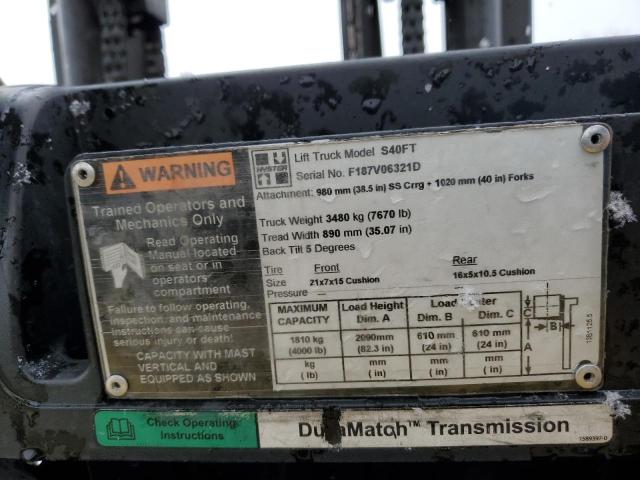 WARNING
Trained Operators and
Mechanics Only
Read Operating
Manual located
on seat or in
operators
compartment
Failure to follow operating,
inspection, and maintenance
instructions can cause
serious injury or death!
CAPACITY WITH MAST
VERTICAL AND
EQUIPPED AS SHOWN
HYSTER
Lift Truck Model S40FT
Serial No. F187V06321D
Attachment: 980 mm (38.5 in) SS Crrg + 1020 mm (40 in) Forks
Truck Weight 3480 kg (7670 lb)
Tread Width 890 mm (35.07 in)
Back Tilt 5 Degrees
Tire Front Rear
Size 21x7x15 Cushion 16x5x10.5 Cushion
Pressure — —
MAXIMUM CAPACITY Load Height Dim. A Load Center Dim. B Dim. C
1810 kg (4000 lb) 2090mm (82.3 in) 610 mm (24 in) 610 mm (24 in)
kg (lb) mm (in) mm (in) mm (in)
C
B
A
Check Operating
Instructions
DuraMatch™ Transmission
1589397-0